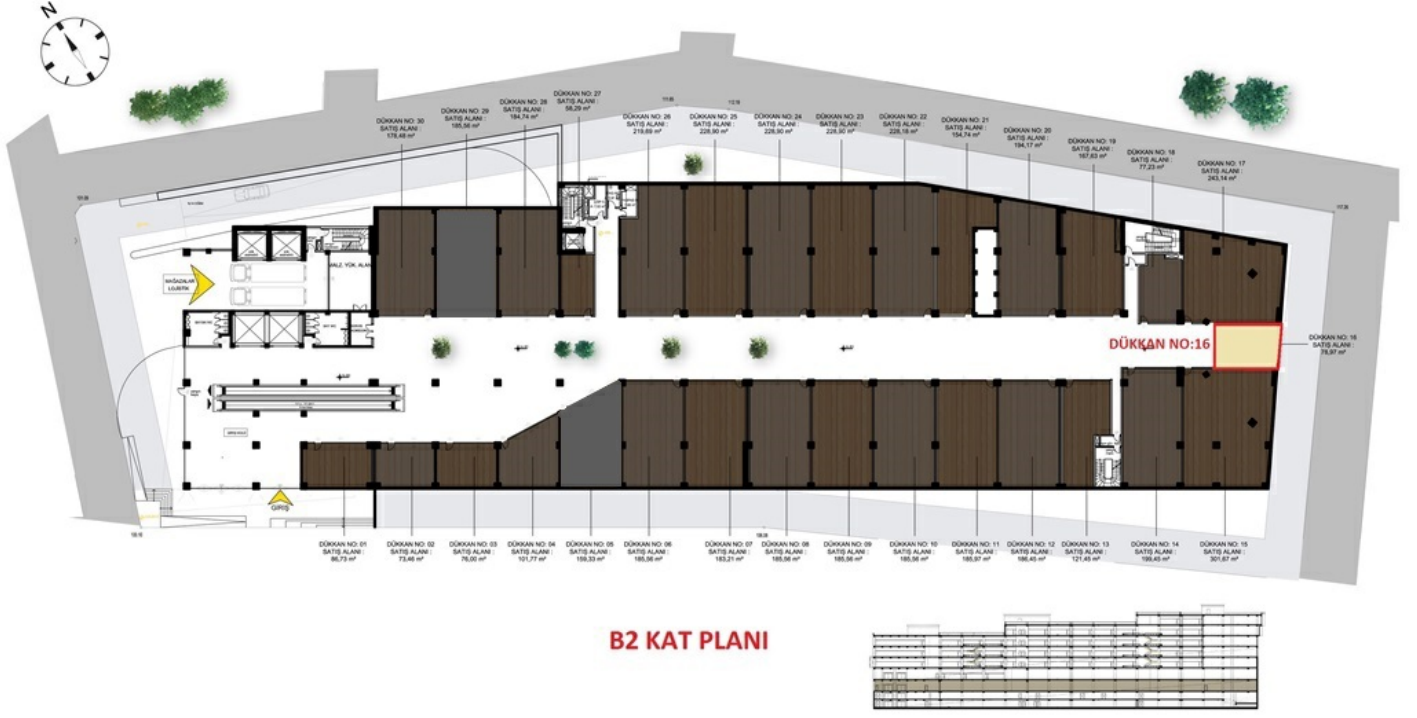 N
DÜKKAN NO: 30
SATIŞ ALANI :
178,48 m²
DÜKKAN NO: 29
SATIŞ ALANI :
185,56 m²
DÜKKAN NO: 28
SATIŞ ALANI :
184,74 m²
DÜKKAN NO: 27
SATIŞ ALANI :
58,29 m²
DÜKKAN NO: 26
SATIŞ ALANI :
219,69 m²
DÜKKAN NO: 25
SATIŞ ALANI :
228,90 m²
DÜKKAN NO: 24
SATIŞ ALANI :
228,90 m²
DÜKKAN NO: 23
SATIŞ ALANI :
228,90 m²
DÜKKAN NO: 22
SATIŞ ALANI :
228,18 m²
DÜKKAN NO: 21
SATIŞ ALANI :
154,74 m²
DÜKKAN NO: 20
SATIŞ ALANI :
194,17 m²
DÜKKAN NO: 19
SATIŞ ALANI :
167,63 m²
DÜKKAN NO: 18
SATIŞ ALANI :
77,23 m²
DÜKKAN NO: 17
SATIŞ ALANI :
243,14 m²
MALZ. YÜK. ALAN
MAĞAZALAR
LOJİSTİK
DÜKKAN NO:16
DÜKKAN NO: 16
SATIŞ ALANI :
78,97 m²
GİRİŞ
DÜKKAN NO: 01
SATIŞ ALANI :
86,73 m²
DÜKKAN NO: 02
SATIŞ ALANI :
73,46 m²
DÜKKAN NO: 03
SATIŞ ALANI :
76,00 m²
DÜKKAN NO: 04
SATIŞ ALANI :
101,77 m²
DÜKKAN NO: 05
SATIŞ ALANI :
159,33 m²
DÜKKAN NO: 06
SATIŞ ALANI :
185,56 m²
DÜKKAN NO: 07
SATIŞ ALANI :
183,21 m²
DÜKKAN NO: 08
SATIŞ ALANI :
185,56 m²
DÜKKAN NO: 09
SATIŞ ALANI :
185,56 m²
DÜKKAN NO: 10
SATIŞ ALANI :
185,56 m²
DÜKKAN NO: 11
SATIŞ ALANI :
185,97 m²
DÜKKAN NO: 12
SATIŞ ALANI :
186,45 m²
DÜKKAN NO: 13
SATIŞ ALANI :
121,45 m²
DÜKKAN NO: 14
SATIŞ ALANI :
199,45 m²
DÜKKAN NO: 15
SATIŞ ALANI :
301,67 m²
B2 KAT PLANI